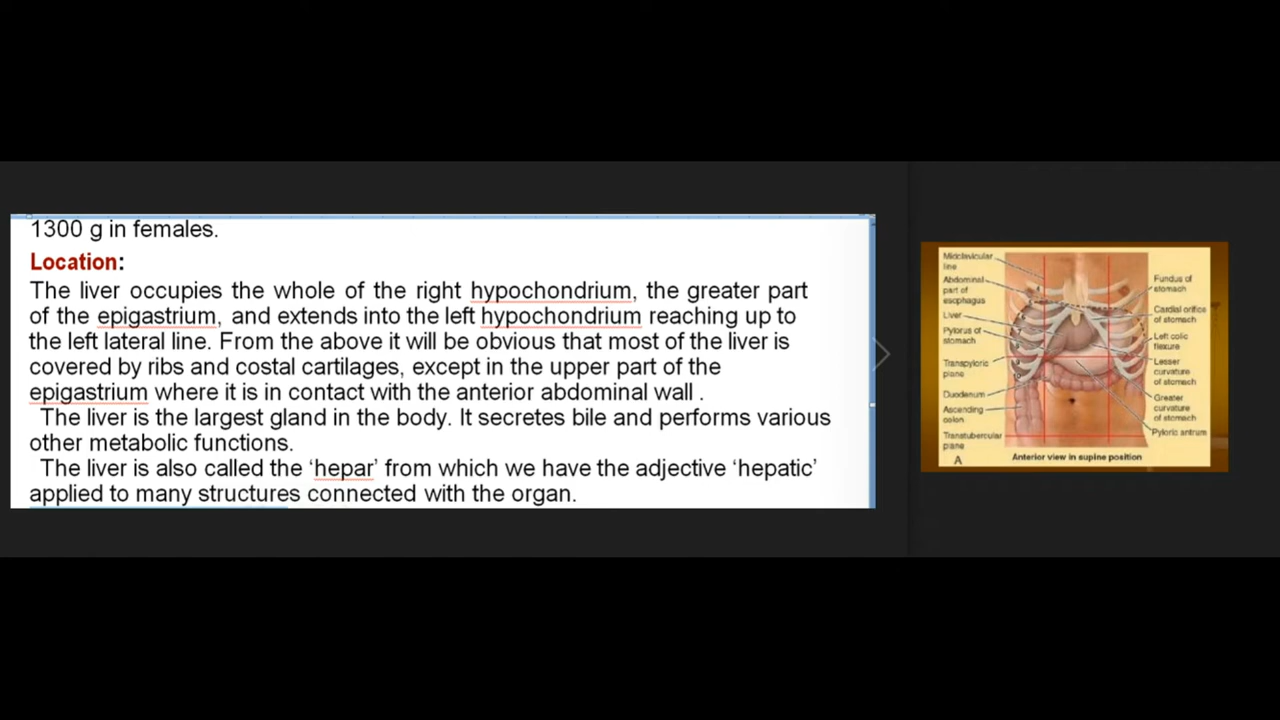 1300 g in females.
Location:
The liver occupies the whole of the right hypochondrium, the greater part
of the epigastrium, and extends into the left hypochondrium reaching up to
the left lateral line. From the above it will be obvious that most of the liver is
covered by ribs and costal cartilages, except in the upper part of the
epigastrium where it is in contact with the anterior abdominal wall .
The liver is the largest gland in the body. It secretes bile and performs various
other metabolic functions.
The liver is also called the ‘hepar’ from which we have the adjective ‘hepatic’
applied to many structures connected with the organ.
Midclavicular
line
Abdominal
part of
esophagus
Liver
Pylorus of
stomach
Transpyloric
plane
Duodenum
Ascending
colon
Transtubercular
plane
Fundus of
stomach
Cardial orifice
of stomach
Left colic
flexure
Lesser
curvature
of stomach
Greater
curvature
of stomach
Pyloric antrum
A
Anterior view in supine position